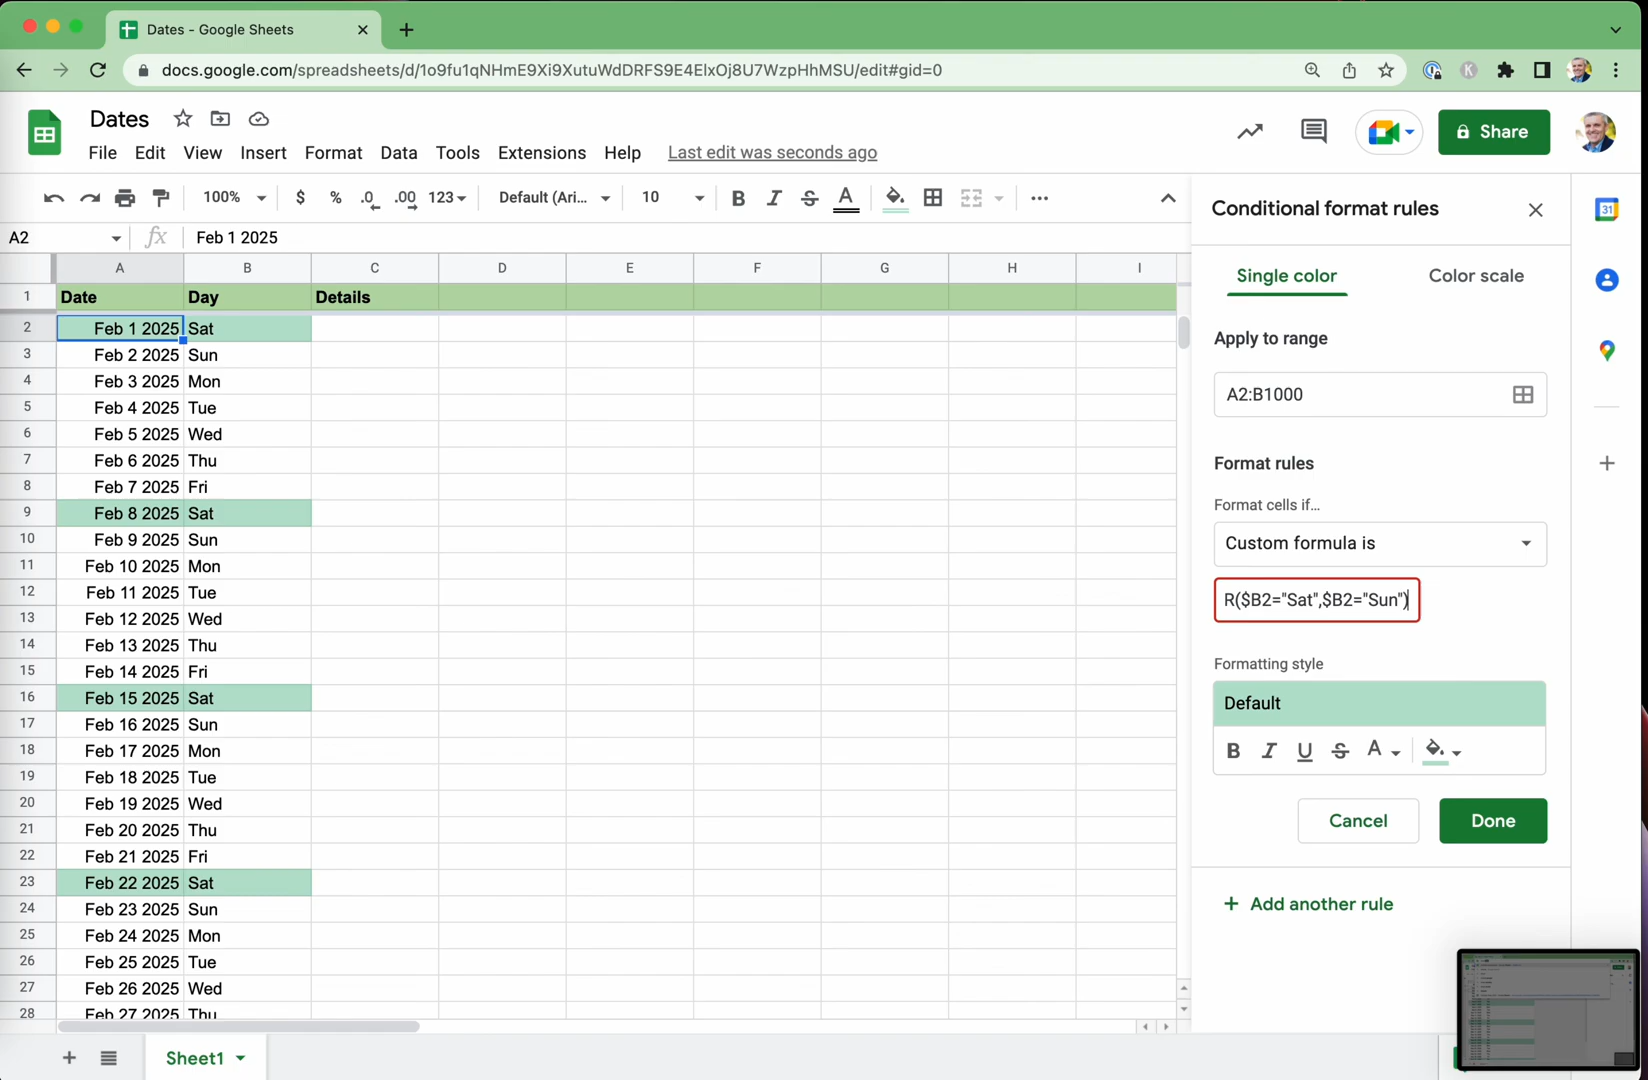 Dates - Google Sheets
docs.google.com/spreadsheets/d/1o9fu1qNHmE9Xi9XutuWdDRFS9E4ElxOj8U7WzpHhMSU/edit#gid=0
K
Dates
File Edit View Insert Format Data Tools Extensions Help Last edit was seconds ago
Share
100% $ % .0 .00 123 Default (Ari... 10 B I S A
A2 fx Feb 1 2025
A B C D E F G H I
1 Date Day Details
2 Feb 1 2025 Sat
3 Feb 2 2025 Sun
4 Feb 3 2025 Mon
5 Feb 4 2025 Tue
6 Feb 5 2025 Wed
7 Feb 6 2025 Thu
8 Feb 7 2025 Fri
9 Feb 8 2025 Sat
10 Feb 9 2025 Sun
11 Feb 10 2025 Mon
12 Feb 11 2025 Tue
13 Feb 12 2025 Wed
14 Feb 13 2025 Thu
15 Feb 14 2025 Fri
16 Feb 15 2025 Sat
17 Feb 16 2025 Sun
18 Feb 17 2025 Mon
19 Feb 18 2025 Tue
20 Feb 19 2025 Wed
21 Feb 20 2025 Thu
22 Feb 21 2025 Fri
23 Feb 22 2025 Sat
24 Feb 23 2025 Sun
25 Feb 24 2025 Mon
26 Feb 25 2025 Tue
27 Feb 26 2025 Wed
28 Feb 27 2025 Thu
Sheet1
Conditional format rules
Single color Color scale
Apply to range
A2:B1000
Format rules
Format cells if...
Custom formula is
R($B2="Sat",$B2="Sun")
Formatting style
Default
B I U S A
Cancel Done
Add another rule
31